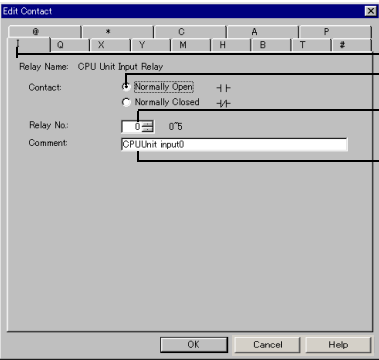 Edit Contact
@ * C A P
I Q X Y M H B T #
Relay Name: CPU Unit Input Relay
Contact: Normally Open
Normally Closed
Relay No.: 0 0~5
Comment: CPUUnit input0
OK Cancel Help